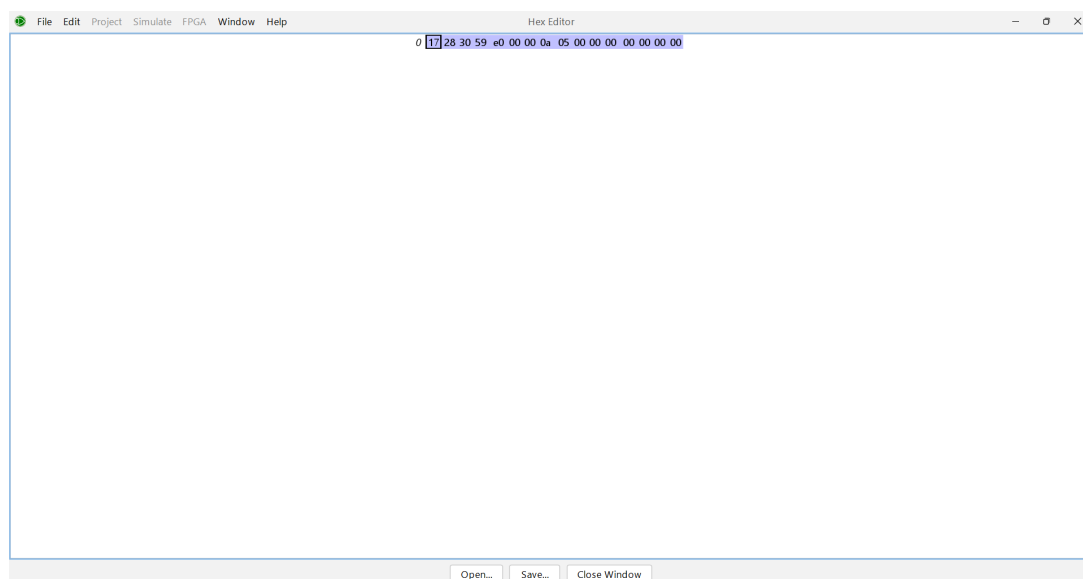 File Edit Project Simulate FPGA Window Help Hex Editor
0 17 28 30 59 e0 00 00 0a 05 00 00 00 00 00 00 00
Open... Save... Close Window